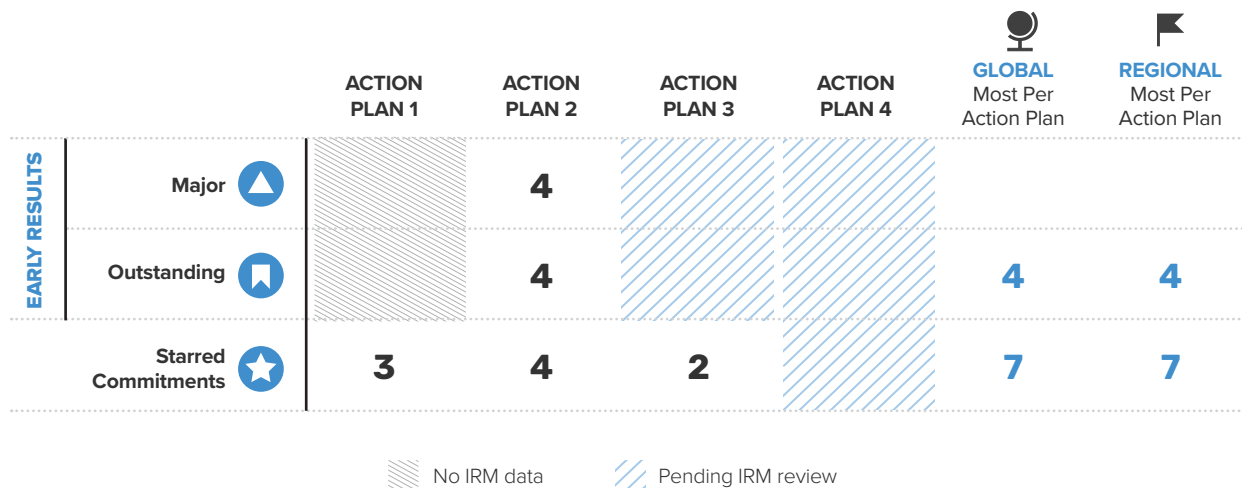 ACTION
PLAN 1
ACTION
PLAN 2
ACTION
PLAN 3
ACTION
PLAN 4
GLOBAL
Most Per
Action Plan
REGIONAL
Most Per
Action Plan
EARLY RESULTS
Major
4
Outstanding
4
4
4
Starred
Commitments
3
4
2
7
7
No IRM data
Pending IRM review